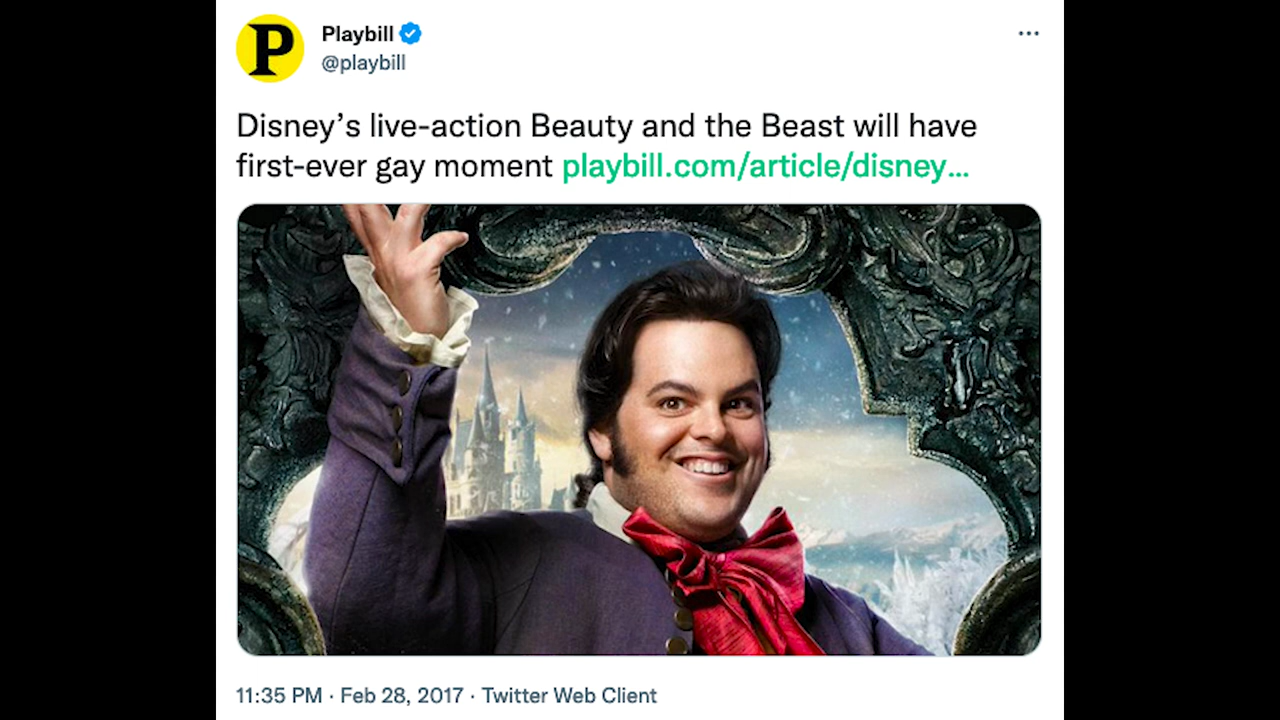 P
Playbill
@playbill
Disney’s live-action Beauty and the Beast will have
first-ever gay moment playbill.com/article/disney…
11:35 PM · Feb 28, 2017 · Twitter Web Client